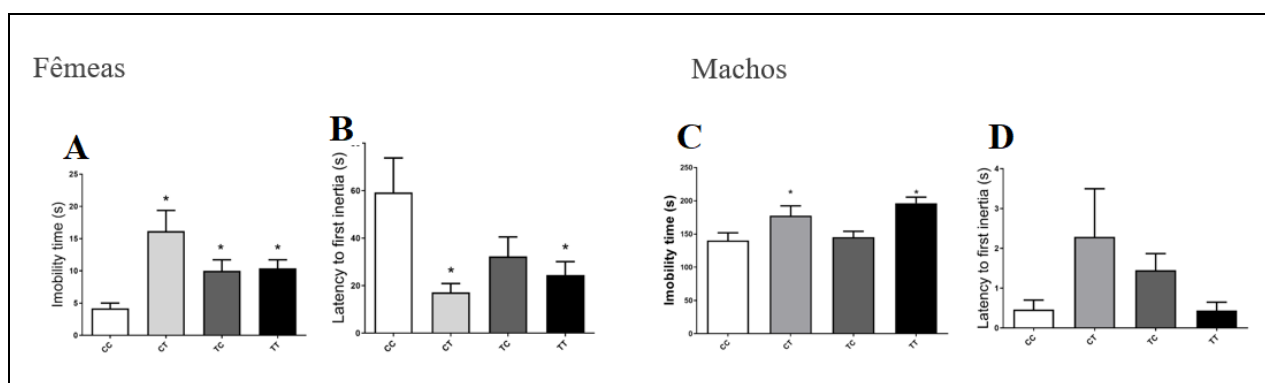 Fêmeas
Machos
A
Imobility time (s)
25
20
15
10
5
0
*
*
*
CC
CT
TC
TT
B
Latency to first inertia (s)
60
40
20
0
*
*
CC
CT
TC
TT
C
Imobility time (s)
250
200
150
100
50
0
*
*
CC
CT
TC
TT
D
Latency to first inertia (s)
4
3
2
1
0
CC
CT
TC
TT